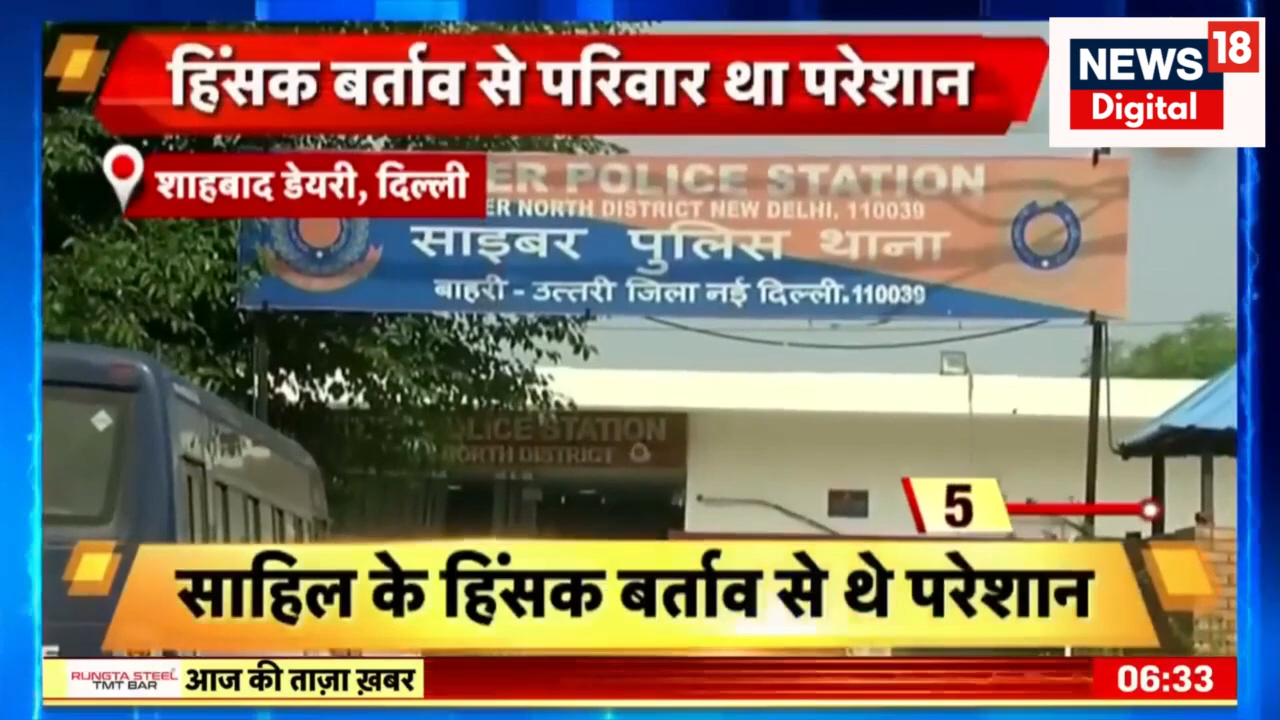 हिंसक बर्ताव से परिवार था परेशान
NEWS 18
Digital
शाहबाद डेयरी, दिल्ली
ER POLICE STATION
ER NORTH DISTRICT NEW DELHI. 110039
साइबर पुलिस थाना
बाहरी - उत्तरी जिला नई दिल्ली.110039
LICE STATION
NORTH DISTRICT
5
साहिल के हिंसक बर्ताव से थे परेशान
RUNGTA STEEL
TMT BAR
आज की ताज़ा ख़बर
06:33